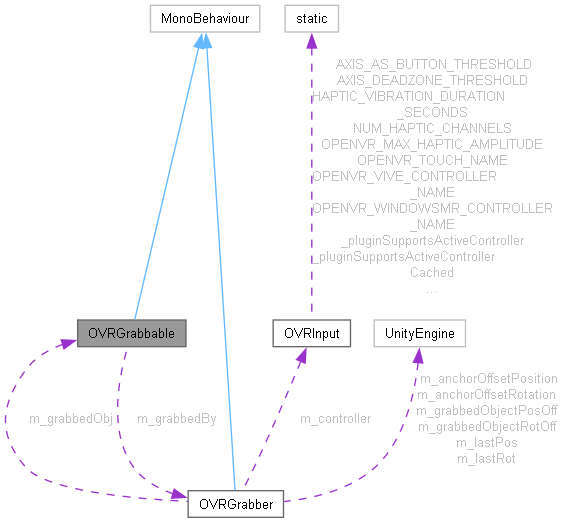 MonoBehaviour
static
AXIS_AS_BUTTON_THRESHOLD
AXIS_DEADZONE_THRESHOLD
HAPTIC_VIBRATION_DURATION
_SECONDS
NUM_HAPTIC_CHANNELS
OPENVR_MAX_HAPTIC_AMPLITUDE
OPENVR_TOUCH_NAME
OPENVR_VIVE_CONTROLLER
_NAME
OPENVR_WINDOWSMR_CONTROLLER
_NAME
_pluginSupportsActiveController
_pluginSupportsActiveController
Cached
...
OVRGrabbable
OVRInput
UnityEngine
m_grabbedObj
m_grabbedBy
m_controller
m_anchorOffsetPosition
m_anchorOffsetRotation
m_grabbedObjectPosOff
m_grabbedObjectRotOff
m_lastPos
m_lastRot
OVRGrabber